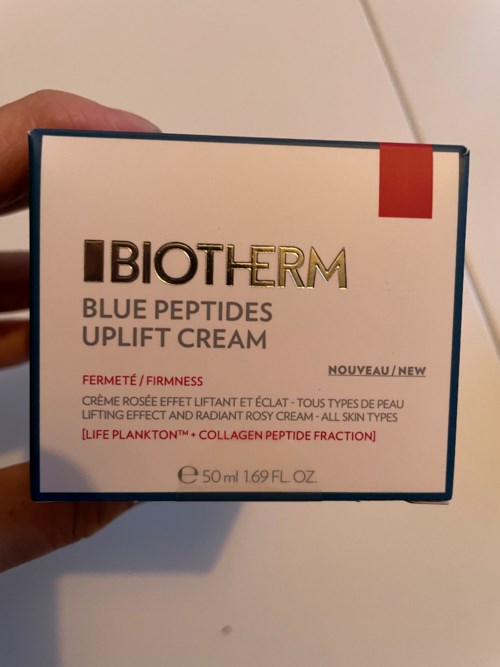 BIOTHERM
BLUE PEPTIDES
UPLIFT CREAM
NOUVEAU / NEW
FERMETÉ / FIRMNESS
CRÈME ROSÉE EFFET LIFTANT ET ÉCLAT - TOUS TYPES DE PEAU
LIFTING EFFECT AND RADIANT ROSY CREAM - ALL SKIN TYPES
[LIFE PLANKTON™ + COLLAGEN PEPTIDE FRACTION]
℮ 50 ml 1.69 FL. OZ.